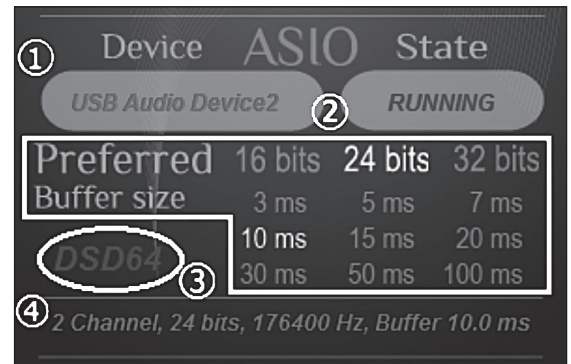 ① Device ASIO State
USB Audio Device2 ② RUNNING
Preferred 16 bits 24 bits 32 bits
Buffer size 3 ms 5 ms 7 ms
10 ms 15 ms 20 ms
DSD64 ③ 30 ms 50 ms 100 ms
④ 2 Channel, 24 bits, 176400 Hz, Buffer 10.0 ms